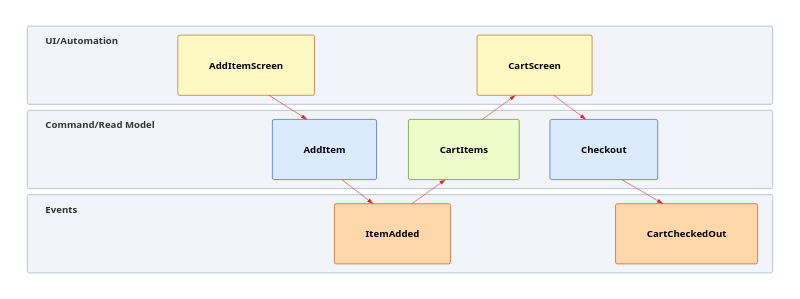 UI/Automation
AddItemScreen
CartScreen
Command/Read Model
AddItem
CartItems
Checkout
Events
ItemAdded
CartCheckedOut